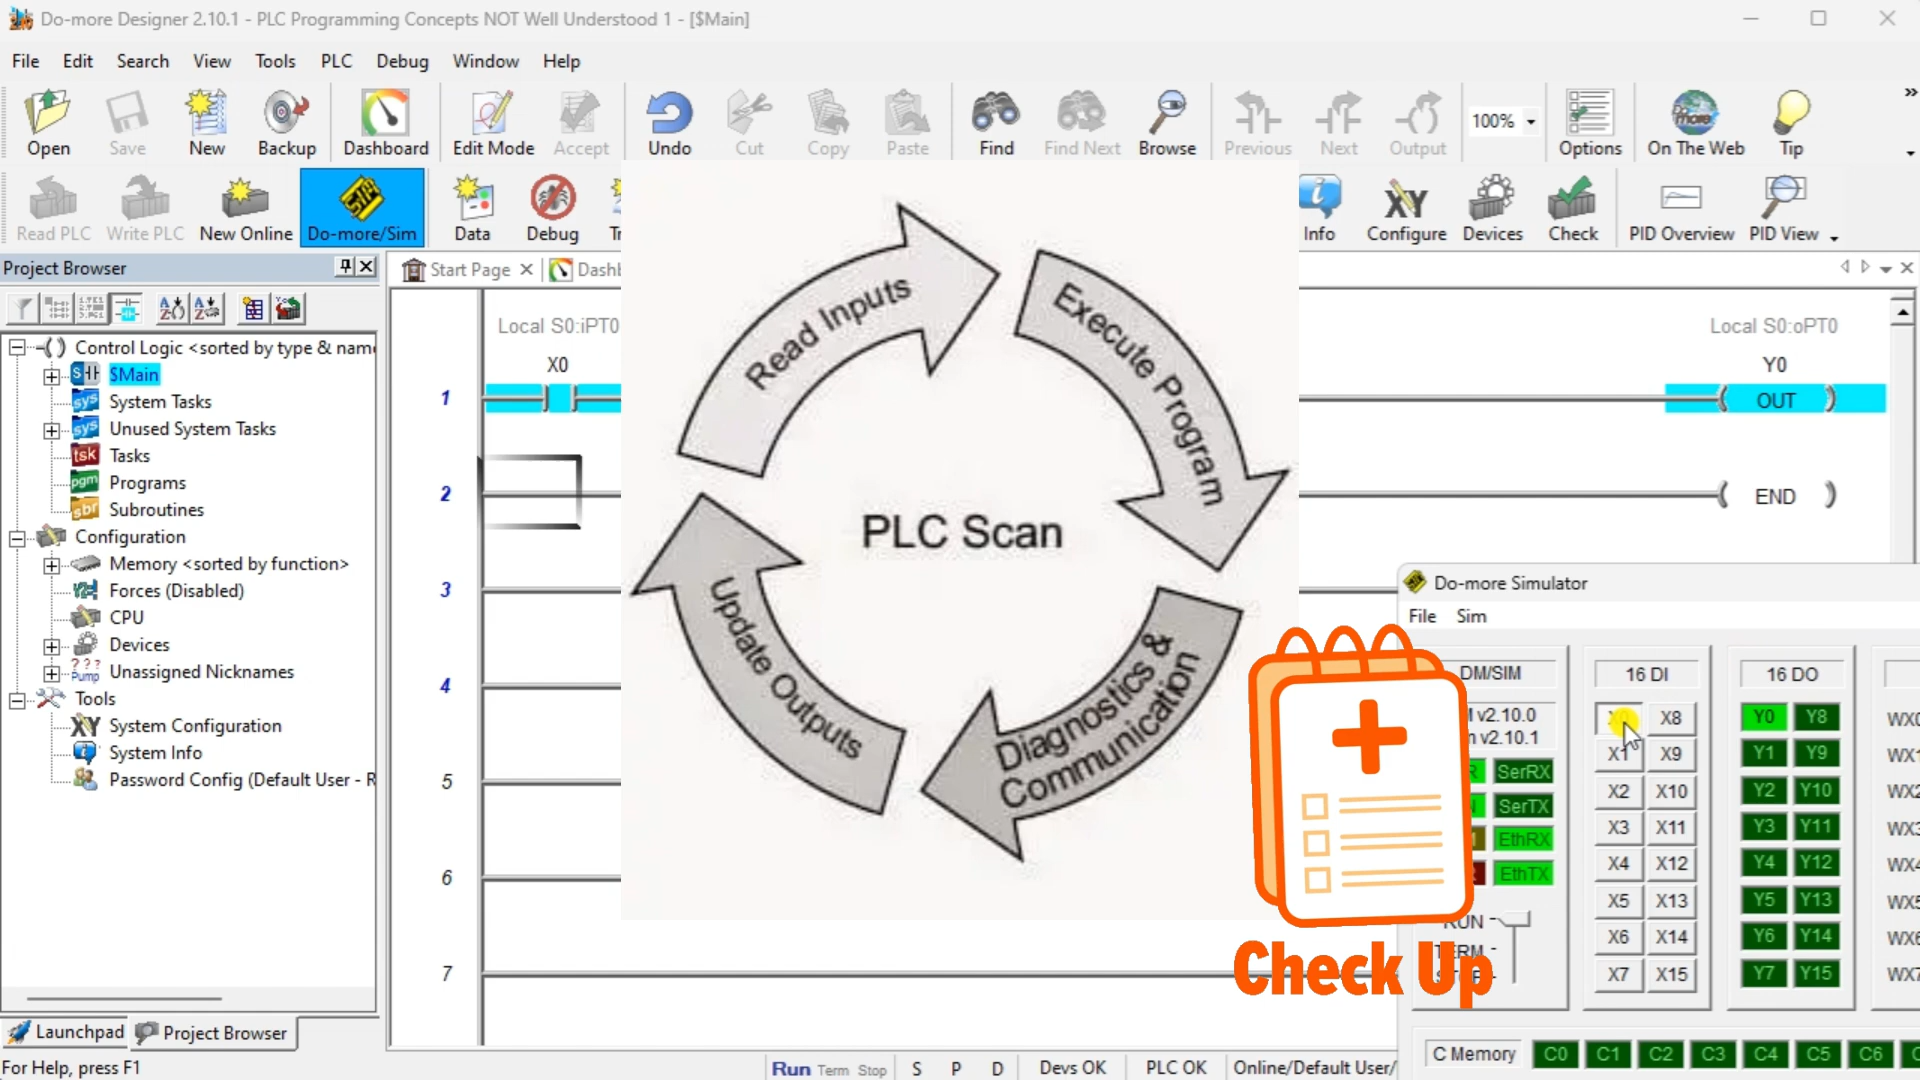 Do-more Designer 2.10.1 - PLC Programming Concepts NOT Well Understood 1 - [$Main]
File Edit Search View Tools PLC Debug Window Help
Open Save New Backup Dashboard Edit Mode Accept Undo Cut Copy Paste Find Find Next Browse Previous Next Output 100% Options On The Web Tip
Read PLC Write PLC New Online Do-more/Sim Data Debug Info Configure Devices Check PID Overview PID View
Project Browser
Start Page
Control Logic <sorted by type & name
$Main
System Tasks
Unused System Tasks
Tasks
Programs
Subroutines
Configuration
Memory <sorted by function>
Forces (Disabled)
CPU
Devices
Unassigned Nicknames
Tools
System Configuration
System Info
Password Config (Default User - R
Launchpad Project Browser
For Help, press F1
Local S0:iPT0
X0
1
2
3
4
5
6
7
Local S0:oPT0
Y0
OUT
END
Read Inputs
Execute Program
PLC Scan
Update Outputs
Diagnostics &
Communication
Do-more Simulator
File Sim
DM/SIM 16 DI 16 DO
v2.10.0
v2.10.1
SerRX
SerTX
EthRX
EthTX
RUN
TERM
X8
X1 X9
X2 X10
X3 X11
X4 X12
X5 X13
X6 X14
X7 X15
Y0 Y8
Y1 Y9
Y2 Y10
Y3 Y11
Y4 Y12
Y5 Y13
Y6 Y14
Y7 Y15
Check Up
C Memory C0 C1 C2 C3 C4 C5 C6
Run Term Stop S P D Devs OK PLC OK Online/Default User/